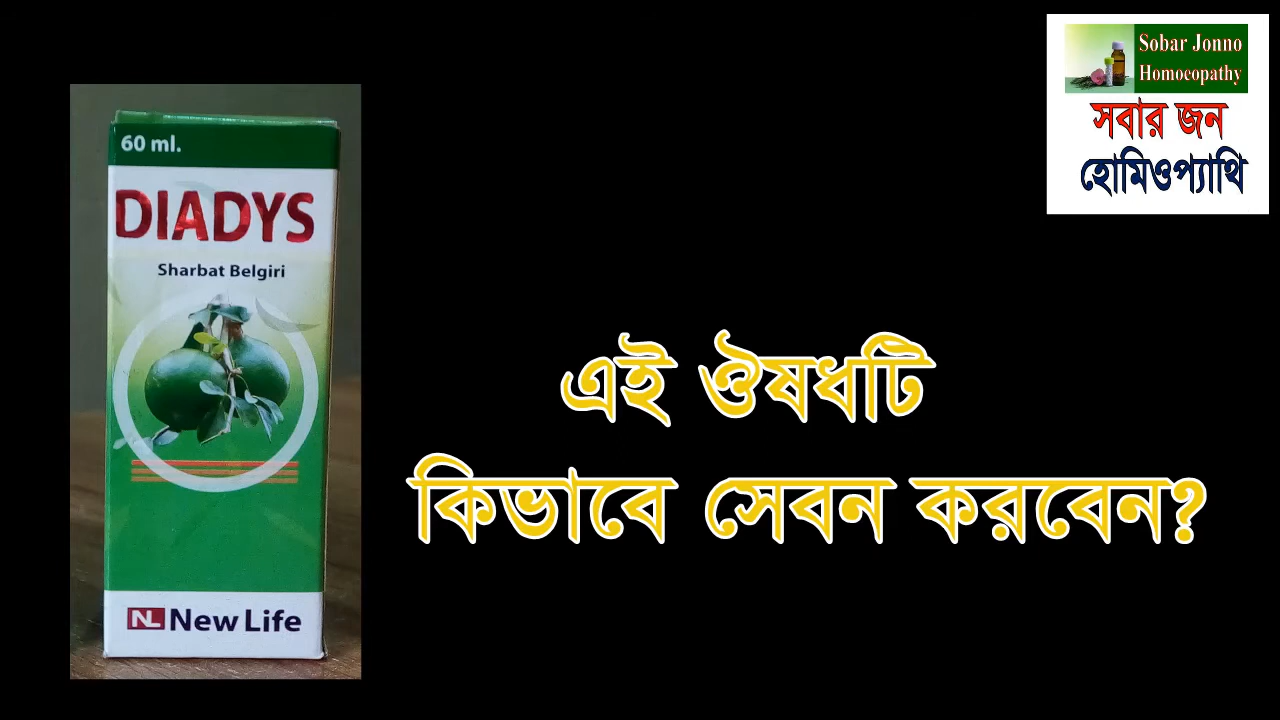 60 ml.
DIADYS
Sharbat Belgiri
NL New Life
Sobar Jonno
Homoeopathy
সবার জন
হোমিওপ্যাথি
এই ঔষধটি
কিভাবে সেবন করবেন?